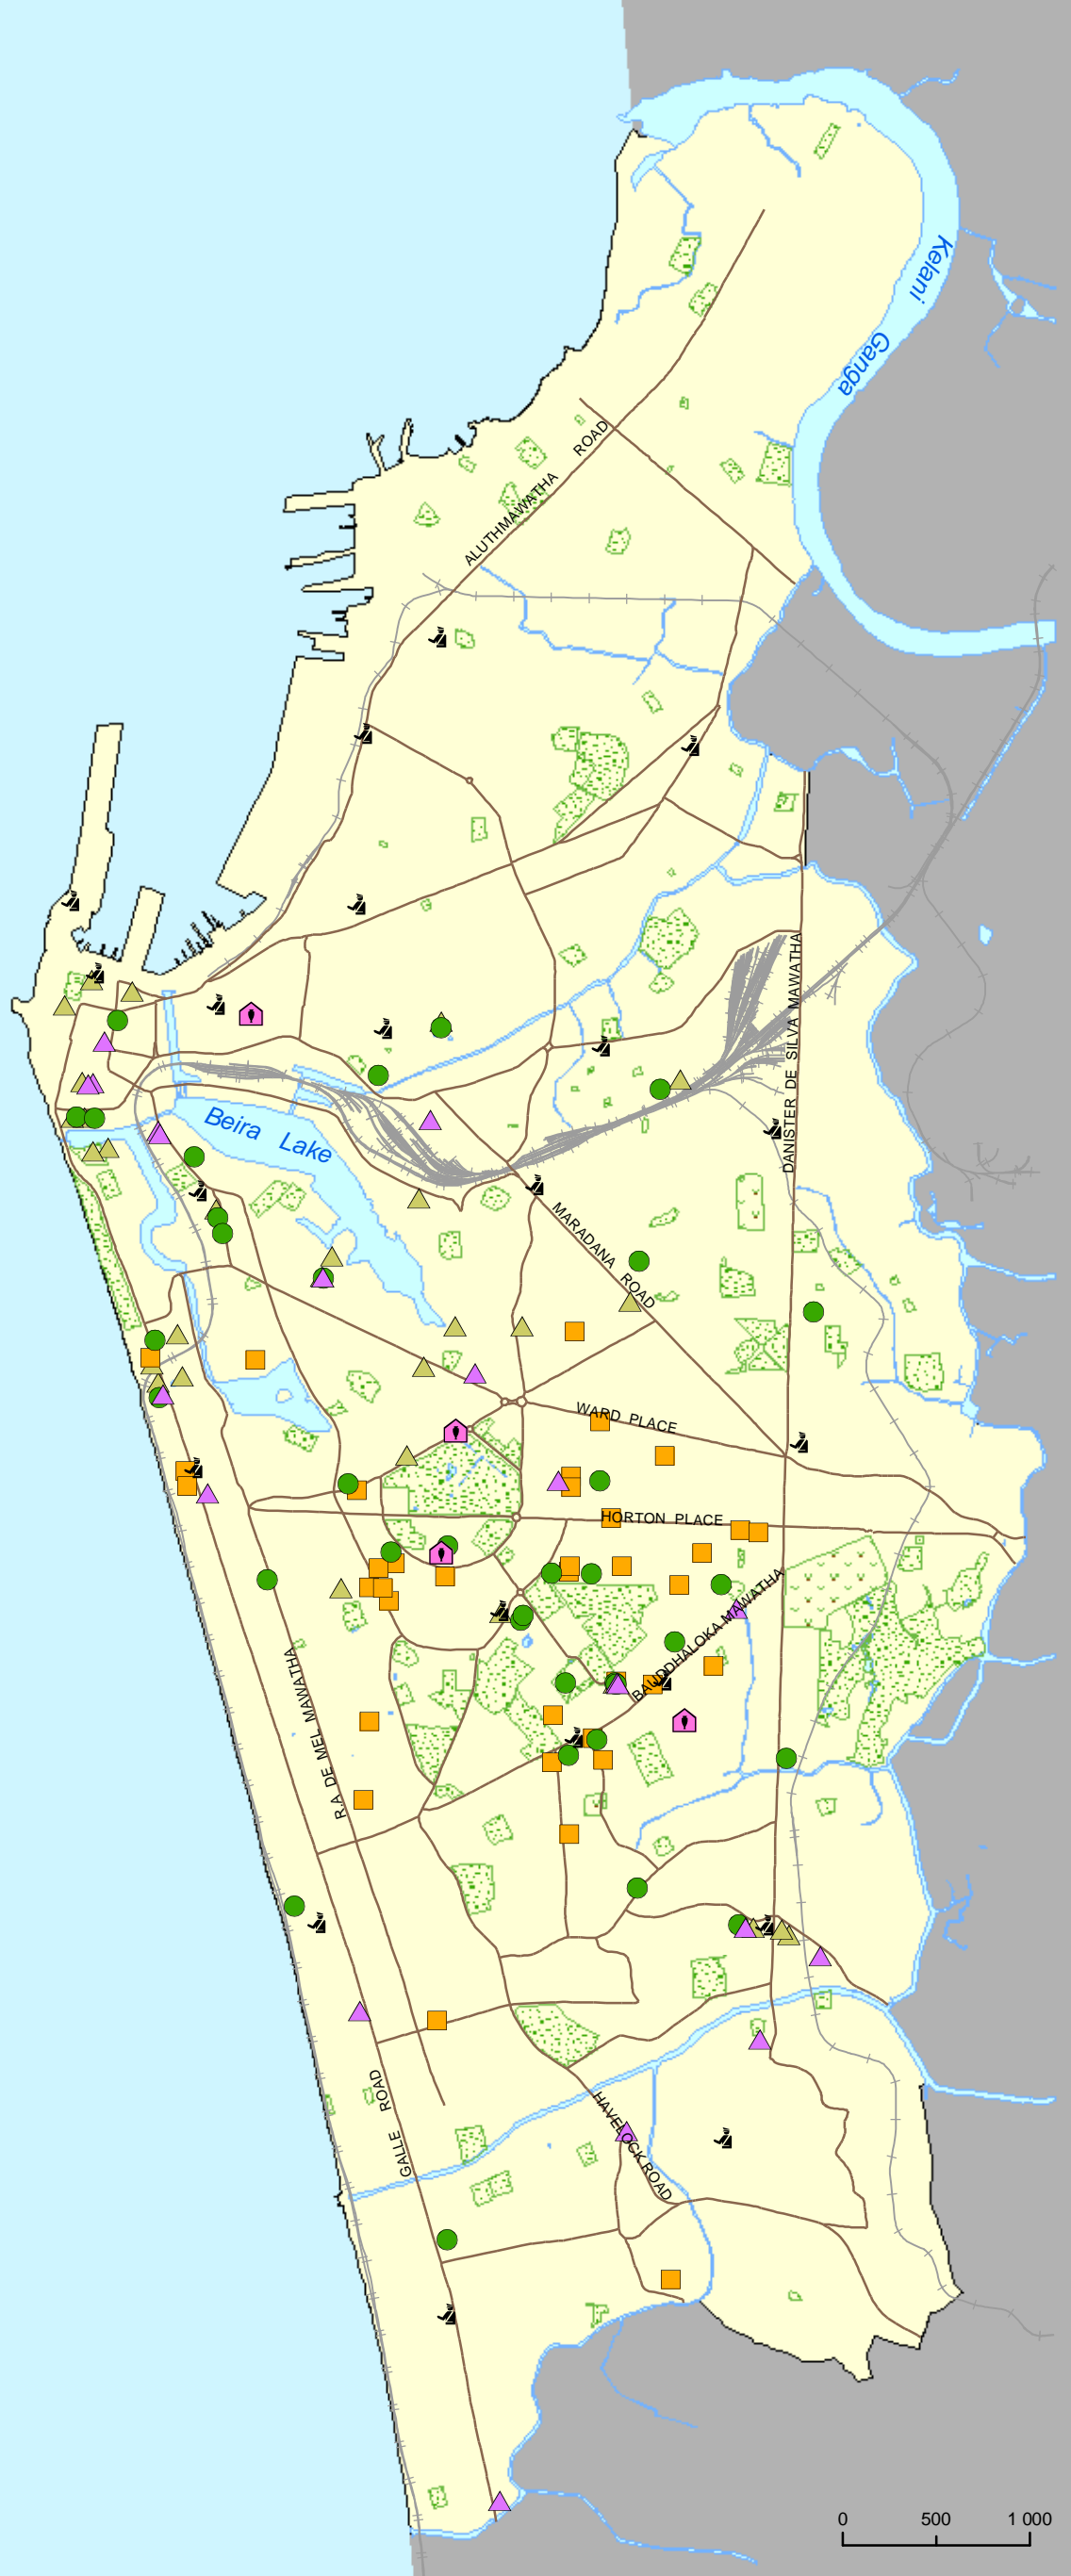 Kelani Ganga
ALUTHMAWATHA ROAD
DANISTER DE SILVA MAWATHA
Beira Lake
MARADANA ROAD
WARD PLACE
HORTON PLACE
BAUDDHALOKA MAWATHA
R.A DE MEL MAWATHA
GALLE ROAD
HAVELOCK ROAD
0 500 1 000